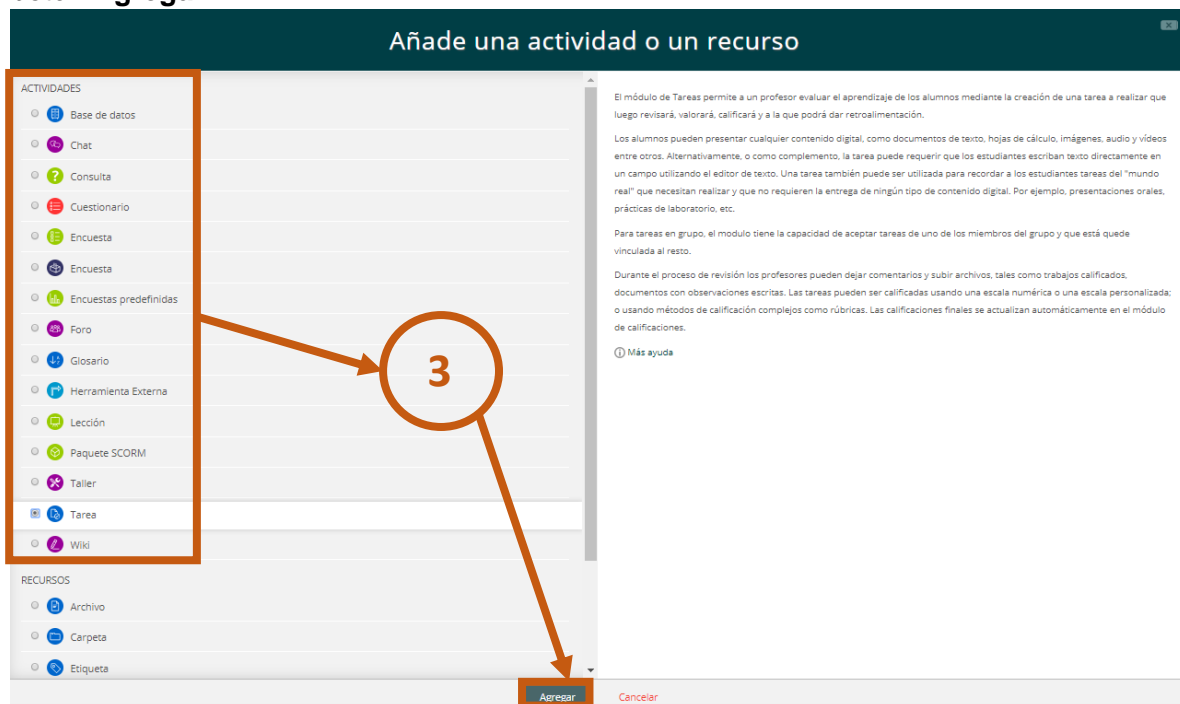 Añade una actividad o un recurso
ACTIVIDADES
Base de datos
Chat
Consulta
Cuestionario
Encuesta
Encuesta
Encuestas predefinidas
Foro
Glosario
Herramienta Externa
Lección
Paquete SCORM
Taller
Tarea
Wiki
RECURSOS
Archivo
Carpeta
Etiqueta
3
El módulo de Tareas permite a un profesor evaluar el aprendizaje de los alumnos mediante la creación de una tarea a realizar que
luego revisará, valorará, calificará y a la que podrá dar retroalimentación.
Los alumnos pueden presentar cualquier contenido digital, como documentos de texto, hojas de cálculo, imágenes, audio y vídeos
entre otros. Alternativamente, o como complemento, la tarea puede requerir que los estudiantes escriban texto directamente en
un campo utilizando el editor de texto. Una tarea también puede ser utilizada para recordar a los estudiantes tareas del "mundo
real" que necesitan realizar y que no requieren la entrega de ningún tipo de contenido digital. Por ejemplo, presentaciones orales,
prácticas de laboratorio, etc.
Para tareas en grupo, el modulo tiene la capacidad de aceptar tareas de uno de los miembros del grupo y que está quede
vinculada al resto.
Durante el proceso de revisión los profesores pueden dejar comentarios y subir archivos, tales como trabajos calificados,
documentos con observaciones escritas. Las tareas pueden ser calificadas usando una escala numérica o una escala personalizada;
o usando métodos de calificación complejos como rúbricas. Las calificaciones finales se actualizan automáticamente en el módulo
de calificaciones.
Más ayuda
Agregar
Cancelar